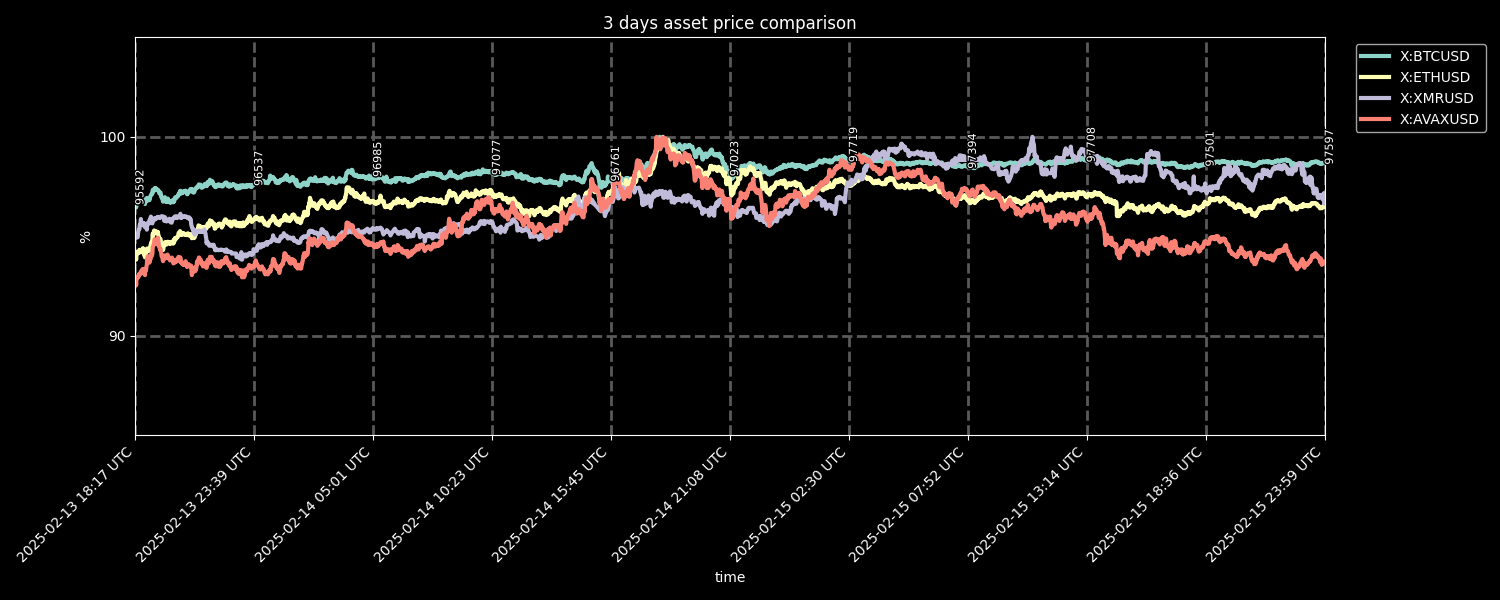 3 days asset price comparison
X:BTCUSD
X:ETHUSD
X:XMRUSD
X:AVAXUSD
100
90
%
95592
96537
96985
97077
96761
97023
97719
97394
97708
97501
97597
2025-02-13 18:17 UTC
2025-02-13 23:39 UTC
2025-02-14 05:01 UTC
2025-02-14 10:23 UTC
2025-02-14 15:45 UTC
2025-02-14 21:08 UTC
2025-02-15 02:30 UTC
2025-02-15 07:52 UTC
2025-02-15 13:14 UTC
2025-02-15 18:36 UTC
2025-02-15 23:59 UTC
time